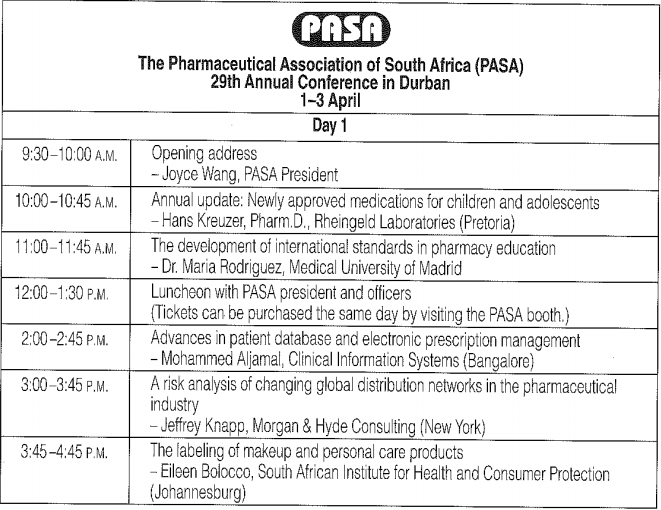 PASA
The Pharmaceutical Association of South Africa (PASA)
29th Annual Conference in Durban
1–3 April
Day 1
9:30–10:00 A.M.
Opening address
– Joyce Wang, PASA President
10:00–10:45 A.M.
Annual update: Newly approved medications for children and adolescents
– Hans Kreuzer, Pharm.D., Rheingeld Laboratories (Pretoria)
11:00–11:45 A.M.
The development of international standards in pharmacy education
– Dr. Maria Rodriguez, Medical University of Madrid
12:00–1:30 P.M.
Luncheon with PASA president and officers
(Tickets can be purchased the same day by visiting the PASA booth.)
2:00–2:45 P.M.
Advances in patient database and electronic prescription management
– Mohammed Aljamal, Clinical Information Systems (Bangalore)
3:00–3:45 P.M.
A risk analysis of changing global distribution networks in the pharmaceutical
industry
– Jeffrey Knapp, Morgan & Hyde Consulting (New York)
3:45–4:45 P.M.
The labeling of makeup and personal care products
– Eileen Bolocco, South African Institute for Health and Consumer Protection
(Johannesburg)